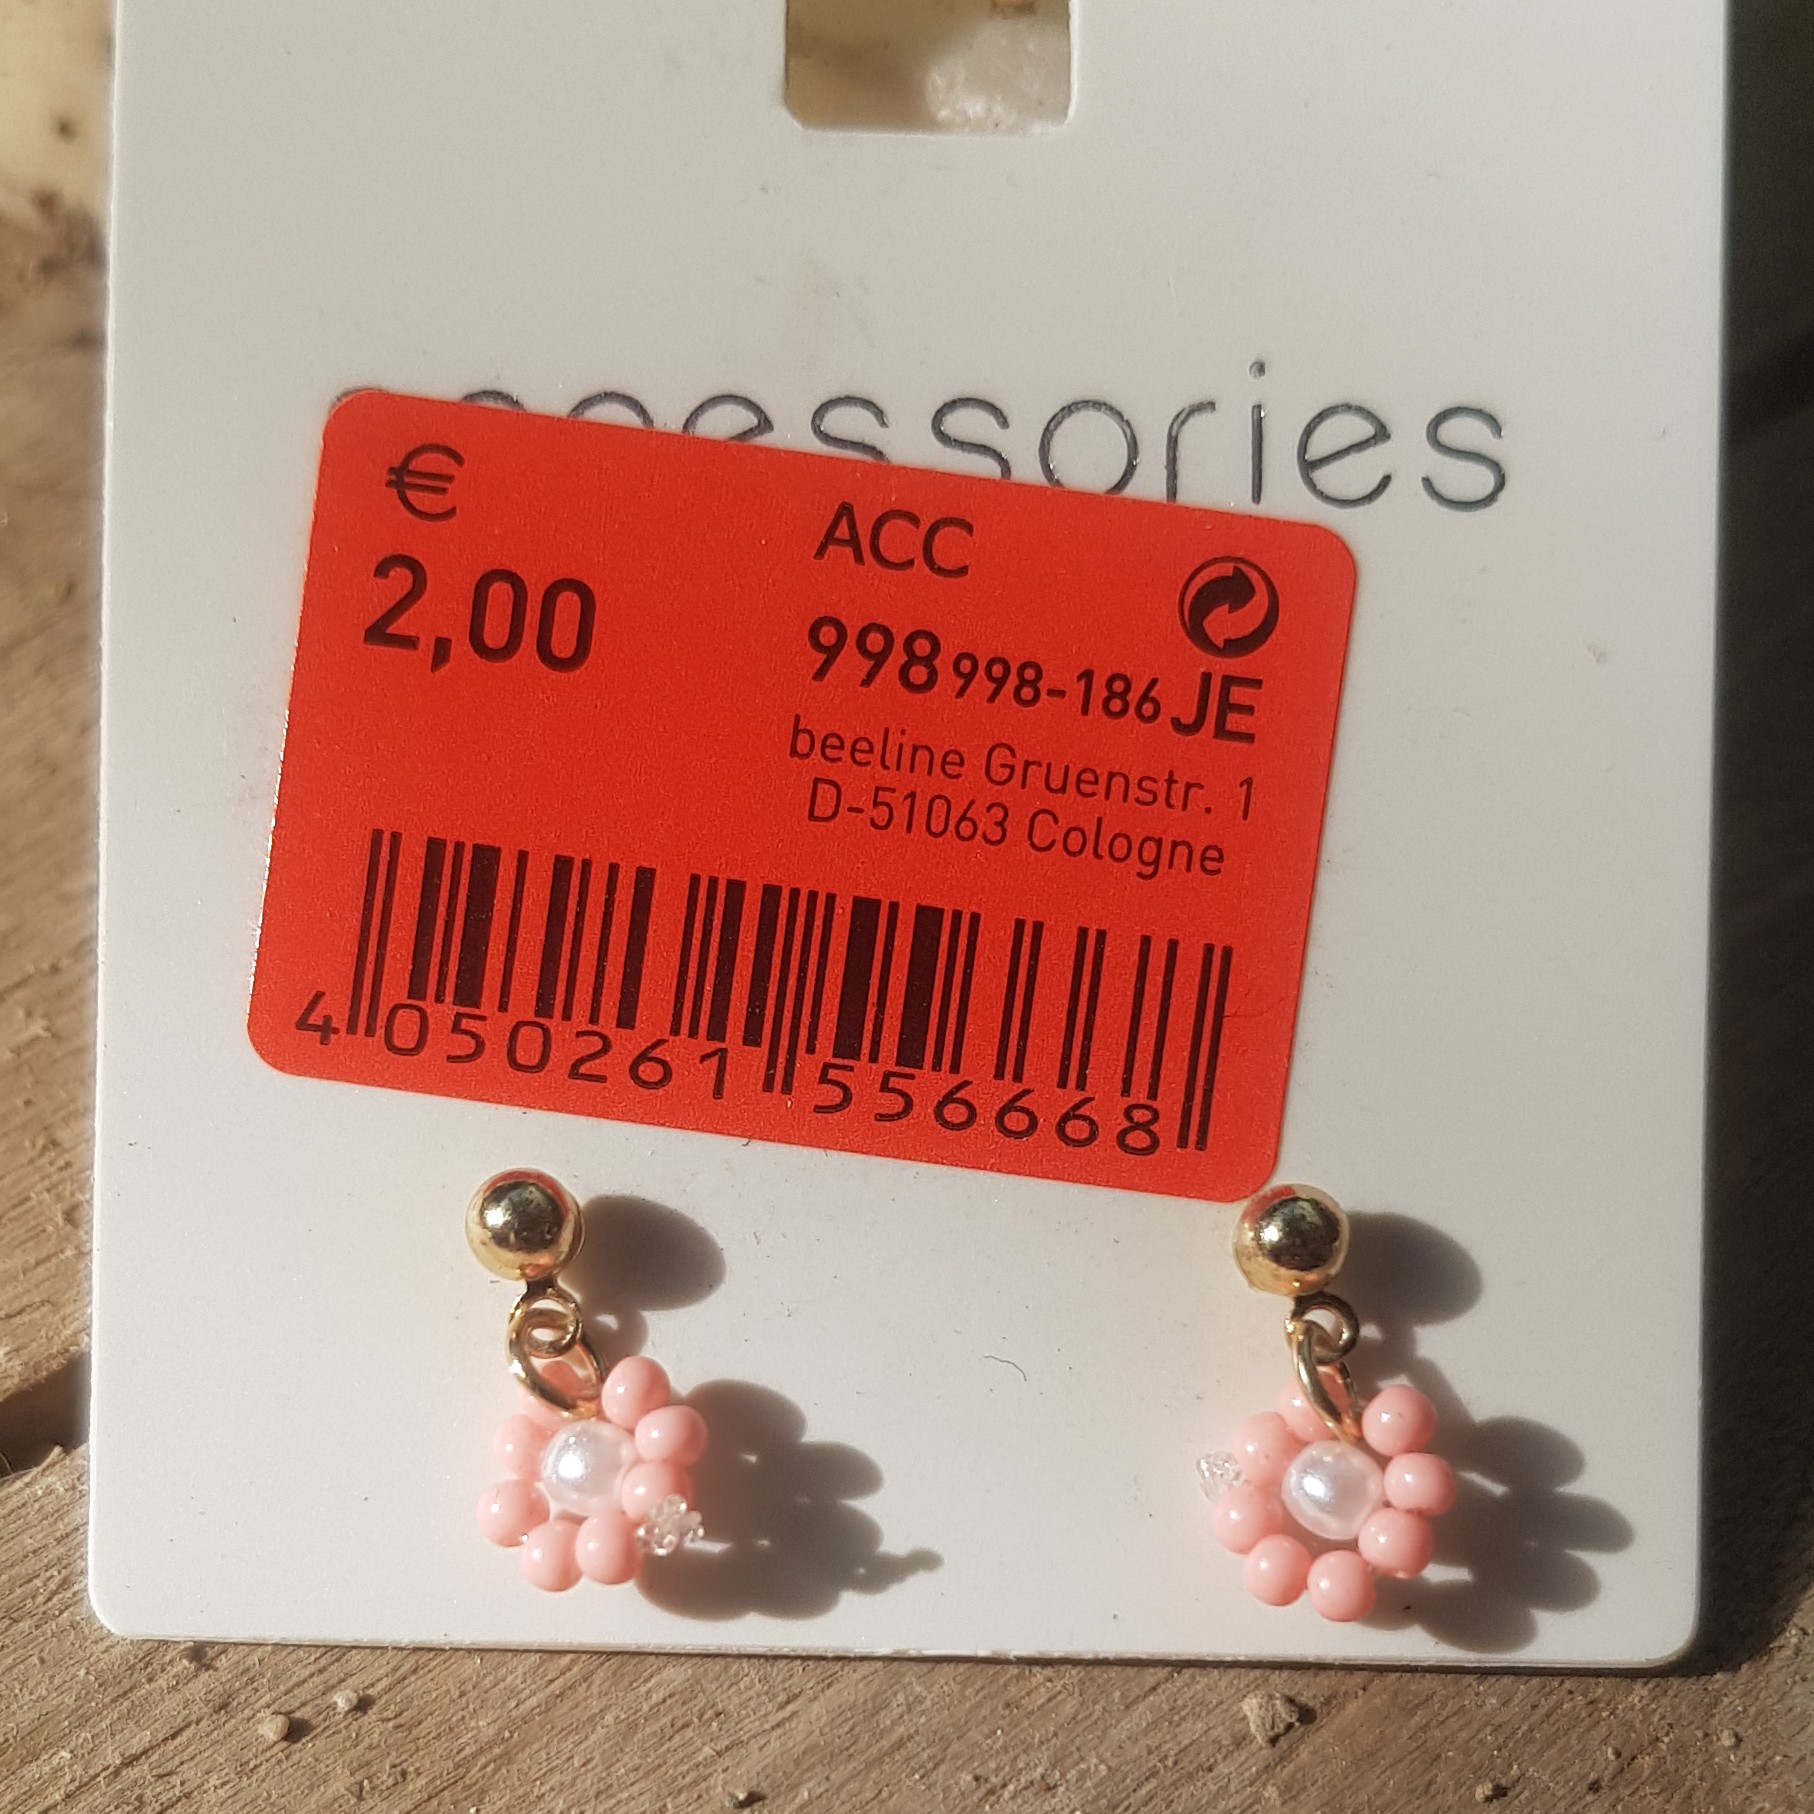 accessories
€
2,00
ACC
998 998-186 JE
beeline Gruenstr. 1
D-51063 Cologne
4 050261 556668